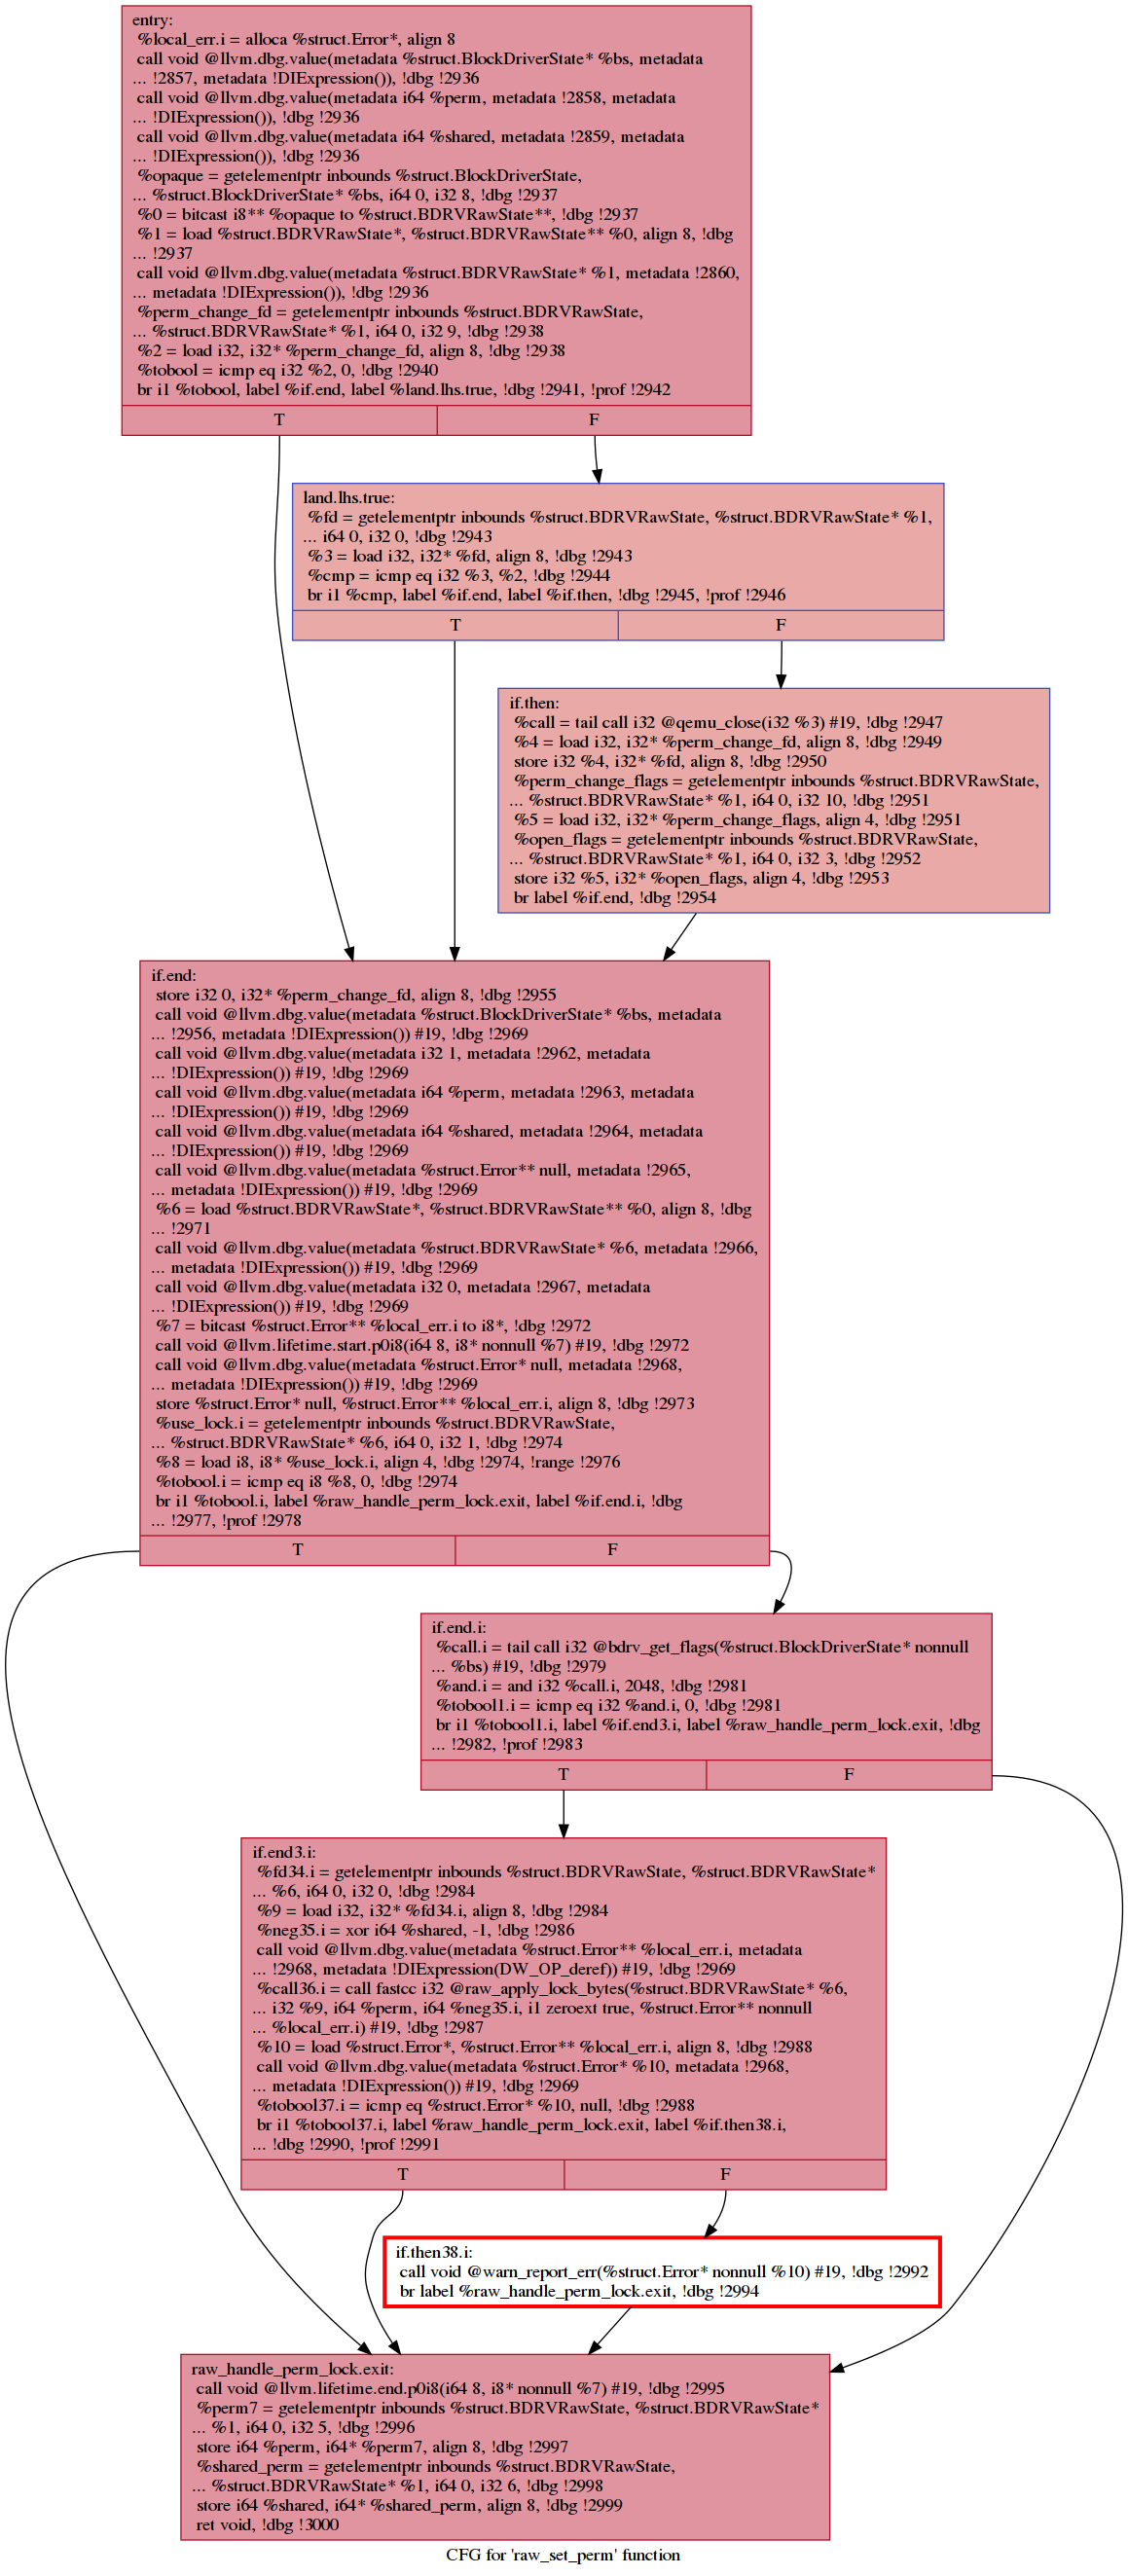 entry:
%local_err.i = alloca %struct.Error*, align 8
call void @llvm.dbg.value(metadata %struct.BlockDriverState* %bs, metadata
... !2857, metadata !DIExpression()), !dbg !2936
call void @llvm.dbg.value(metadata i64 %perm, metadata !2858, metadata
... !DIExpression()), !dbg !2936
call void @llvm.dbg.value(metadata i64 %shared, metadata !2859, metadata
... !DIExpression()), !dbg !2936
%opaque = getelementptr inbounds %struct.BlockDriverState,
... %struct.BlockDriverState* %bs, i64 0, i32 8, !dbg !2937
%0 = bitcast i8** %opaque to %struct.BDRVRawState**, !dbg !2937
%1 = load %struct.BDRVRawState*, %struct.BDRVRawState** %0, align 8, !dbg
... !2937
call void @llvm.dbg.value(metadata %struct.BDRVRawState* %1, metadata !2860,
... metadata !DIExpression()), !dbg !2936
%perm_change_fd = getelementptr inbounds %struct.BDRVRawState,
... %struct.BDRVRawState* %1, i64 0, i32 9, !dbg !2938
%2 = load i32, i32* %perm_change_fd, align 8, !dbg !2938
%tobool = icmp eq i32 %2, 0, !dbg !2940
br i1 %tobool, label %if.end, label %land.lhs.true, !dbg !2941, !prof !2942
T F
land.lhs.true:
%fd = getelementptr inbounds %struct.BDRVRawState, %struct.BDRVRawState* %1,
... i64 0, i32 0, !dbg !2943
%3 = load i32, i32* %fd, align 8, !dbg !2943
%cmp = icmp eq i32 %3, %2, !dbg !2944
br i1 %cmp, label %if.end, label %if.then, !dbg !2945, !prof !2946
T F
if.then:
%call = tail call i32 @qemu_close(i32 %3) #19, !dbg !2947
%4 = load i32, i32* %perm_change_fd, align 8, !dbg !2949
store i32 %4, i32* %fd, align 8, !dbg !2950
%perm_change_flags = getelementptr inbounds %struct.BDRVRawState,
... %struct.BDRVRawState* %1, i64 0, i32 10, !dbg !2951
%5 = load i32, i32* %perm_change_flags, align 4, !dbg !2951
%open_flags = getelementptr inbounds %struct.BDRVRawState,
... %struct.BDRVRawState* %1, i64 0, i32 3, !dbg !2952
store i32 %5, i32* %open_flags, align 4, !dbg !2953
br label %if.end, !dbg !2954
if.end:
store i32 0, i32* %perm_change_fd, align 8, !dbg !2955
call void @llvm.dbg.value(metadata %struct.BlockDriverState* %bs, metadata
... !2956, metadata !DIExpression()) #19, !dbg !2969
call void @llvm.dbg.value(metadata i32 1, metadata !2962, metadata
... !DIExpression()) #19, !dbg !2969
call void @llvm.dbg.value(metadata i64 %perm, metadata !2963, metadata
... !DIExpression()) #19, !dbg !2969
call void @llvm.dbg.value(metadata i64 %shared, metadata !2964, metadata
... !DIExpression()) #19, !dbg !2969
call void @llvm.dbg.value(metadata %struct.Error** null, metadata !2965,
... metadata !DIExpression()) #19, !dbg !2969
%6 = load %struct.BDRVRawState*, %struct.BDRVRawState** %0, align 8, !dbg
... !2971
call void @llvm.dbg.value(metadata %struct.BDRVRawState* %6, metadata !2966,
... metadata !DIExpression()) #19, !dbg !2969
call void @llvm.dbg.value(metadata i32 0, metadata !2967, metadata
... !DIExpression()) #19, !dbg !2969
%7 = bitcast %struct.Error** %local_err.i to i8*, !dbg !2972
call void @llvm.lifetime.start.p0i8(i64 8, i8* nonnull %7) #19, !dbg !2972
call void @llvm.dbg.value(metadata %struct.Error* null, metadata !2968,
... metadata !DIExpression()) #19, !dbg !2969
store %struct.Error* null, %struct.Error** %local_err.i, align 8, !dbg !2973
%use_lock.i = getelementptr inbounds %struct.BDRVRawState,
... %struct.BDRVRawState* %6, i64 0, i32 1, !dbg !2974
%8 = load i8, i8* %use_lock.i, align 4, !dbg !2974, !range !2976
%tobool.i = icmp eq i8 %8, 0, !dbg !2974
br i1 %tobool.i, label %raw_handle_perm_lock.exit, label %if.end.i, !dbg
... !2977, !prof !2978
T F
if.end.i:
%call.i = tail call i32 @bdrv_get_flags(%struct.BlockDriverState* nonnull
... %bs) #19, !dbg !2979
%and.i = and i32 %call.i, 2048, !dbg !2981
%tobool1.i = icmp eq i32 %and.i, 0, !dbg !2981
br i1 %tobool1.i, label %if.end3.i, label %raw_handle_perm_lock.exit, !dbg
... !2982, !prof !2983
T F
if.end3.i:
%fd34.i = getelementptr inbounds %struct.BDRVRawState, %struct.BDRVRawState*
... %6, i64 0, i32 0, !dbg !2984
%9 = load i32, i32* %fd34.i, align 8, !dbg !2984
%neg35.i = xor i64 %shared, -1, !dbg !2986
call void @llvm.dbg.value(metadata %struct.Error** %local_err.i, metadata
... !2968, metadata !DIExpression(DW_OP_deref)) #19, !dbg !2969
%call36.i = call fastcc i32 @raw_apply_lock_bytes(%struct.BDRVRawState* %6,
... i32 %9, i64 %perm, i64 %neg35.i, i1 zeroext true, %struct.Error** nonnull
... %local_err.i) #19, !dbg !2987
%10 = load %struct.Error*, %struct.Error** %local_err.i, align 8, !dbg !2988
call void @llvm.dbg.value(metadata %struct.Error* %10, metadata !2968,
... metadata !DIExpression()) #19, !dbg !2969
%tobool37.i = icmp eq %struct.Error* %10, null, !dbg !2988
br i1 %tobool37.i, label %raw_handle_perm_lock.exit, label %if.then38.i,
... !dbg !2990, !prof !2991
T F
if.then38.i:
call void @warn_report_err(%struct.Error* nonnull %10) #19, !dbg !2992
br label %raw_handle_perm_lock.exit, !dbg !2994
raw_handle_perm_lock.exit:
call void @llvm.lifetime.end.p0i8(i64 8, i8* nonnull %7) #19, !dbg !2995
%perm7 = getelementptr inbounds %struct.BDRVRawState, %struct.BDRVRawState*
... %1, i64 0, i32 5, !dbg !2996
store i64 %perm, i64* %perm7, align 8, !dbg !2997
%shared_perm = getelementptr inbounds %struct.BDRVRawState,
... %struct.BDRVRawState* %1, i64 0, i32 6, !dbg !2998
store i64 %shared, i64* %shared_perm, align 8, !dbg !2999
ret void, !dbg !3000
CFG for 'raw_set_perm' function